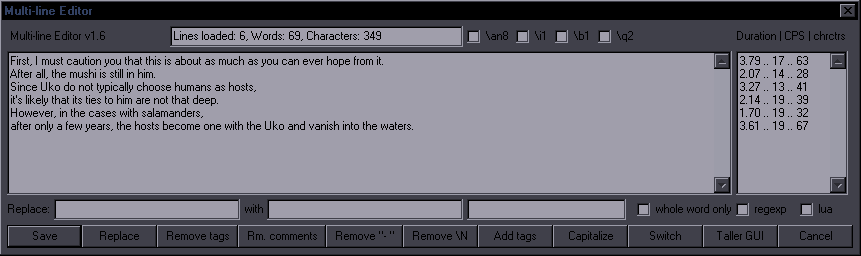 Multi-line Editor
Multi-line Editor v1.6 Lines loaded: 6, Words: 69, Characters: 349 \an8 \i1 \b1 \q2 Duration | CPS | chrctrs
First, I must caution you that this is about as much as you can ever hope from it. 3.79 .. 17 .. 63
After all, the mushi is still in him. 2.07 .. 14 .. 28
Since Uko do not typically choose humans as hosts, 3.27 .. 13 .. 41
it's likely that its ties to him are not that deep. 2.14 .. 19 .. 39
However, in the cases with salamanders, 1.70 .. 19 .. 32
after only a few years, the hosts become one with the Uko and vanish into the waters. 3.61 .. 19 .. 67
Replace: with whole word only regexp lua
Save Replace Remove tags Rm. comments Remove "- " Remove \N Add tags Capitalize Switch Taller GUI Cancel